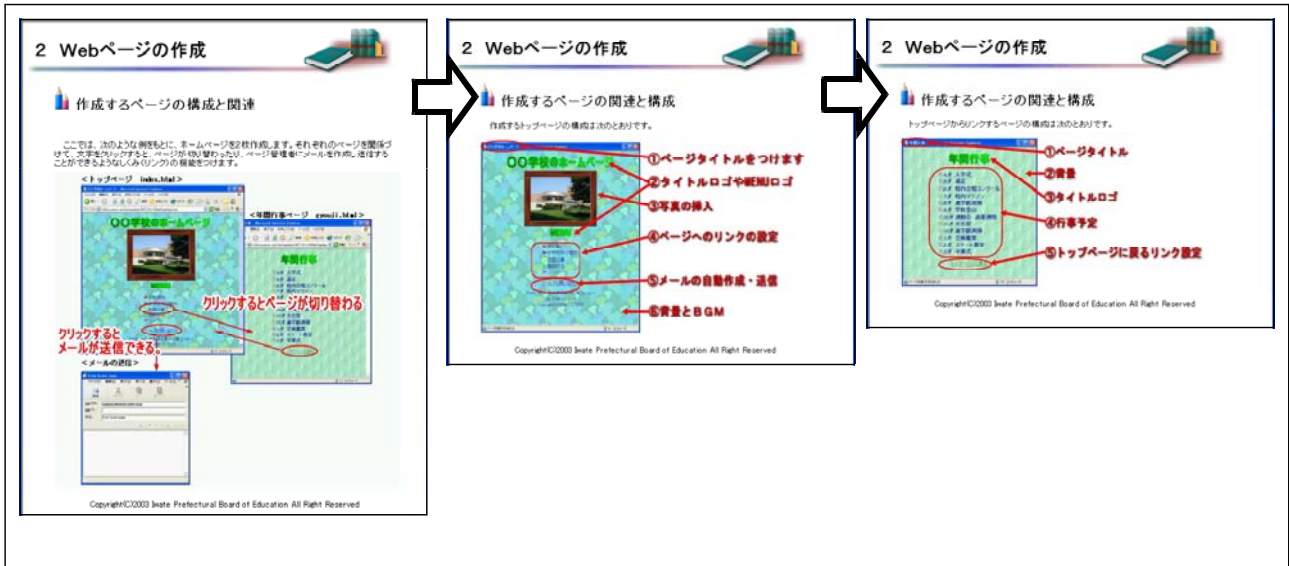 2 Webページの作成
作成するページの構成と関連
ここでは、次のような例をもとに、ホームページを2枚作成します。それぞれのページを関係づ
けて、文字をクリックすると、ページが切り替わったり、ページ管理者にメールを作成し送信する
ことができるようなしくみ(リンク)の機能をつけます。
<トップページ index.html>
〇〇学校のホームページ
MENU
<年間行事ページ gyouji.html>
年間行事
クリックするとページが切り替わる
クリックすると
メールが送信できる。
<メールの送信>
Copyright(C)2003 Iwate Prefectural Board of Education All Right Reserved
2 Webページの作成
作成するページの関連と構成
作成するトップページの構成は次のとおりです。
〇〇学校のホームページ
MENU
①ページタイトルをつけます
②タイトルロゴやMENUロゴ
③写真の挿入
④ページへのリンクの設定
⑤メールの自動作成・送信
⑥背景とBGM
Copyright(C)2003 Iwate Prefectural Board of Education All Right Reserved
2 Webページの作成
作成するページの関連と構成
トップページからリンクするページの構成は次のとおりです。
年間行事
①ページタイトル
②背景
③タイトルロゴ
④行事予定
⑤トップページに戻るリンク設定
Copyright(C)2003 Iwate Prefectural Board of Education All Right Reserved